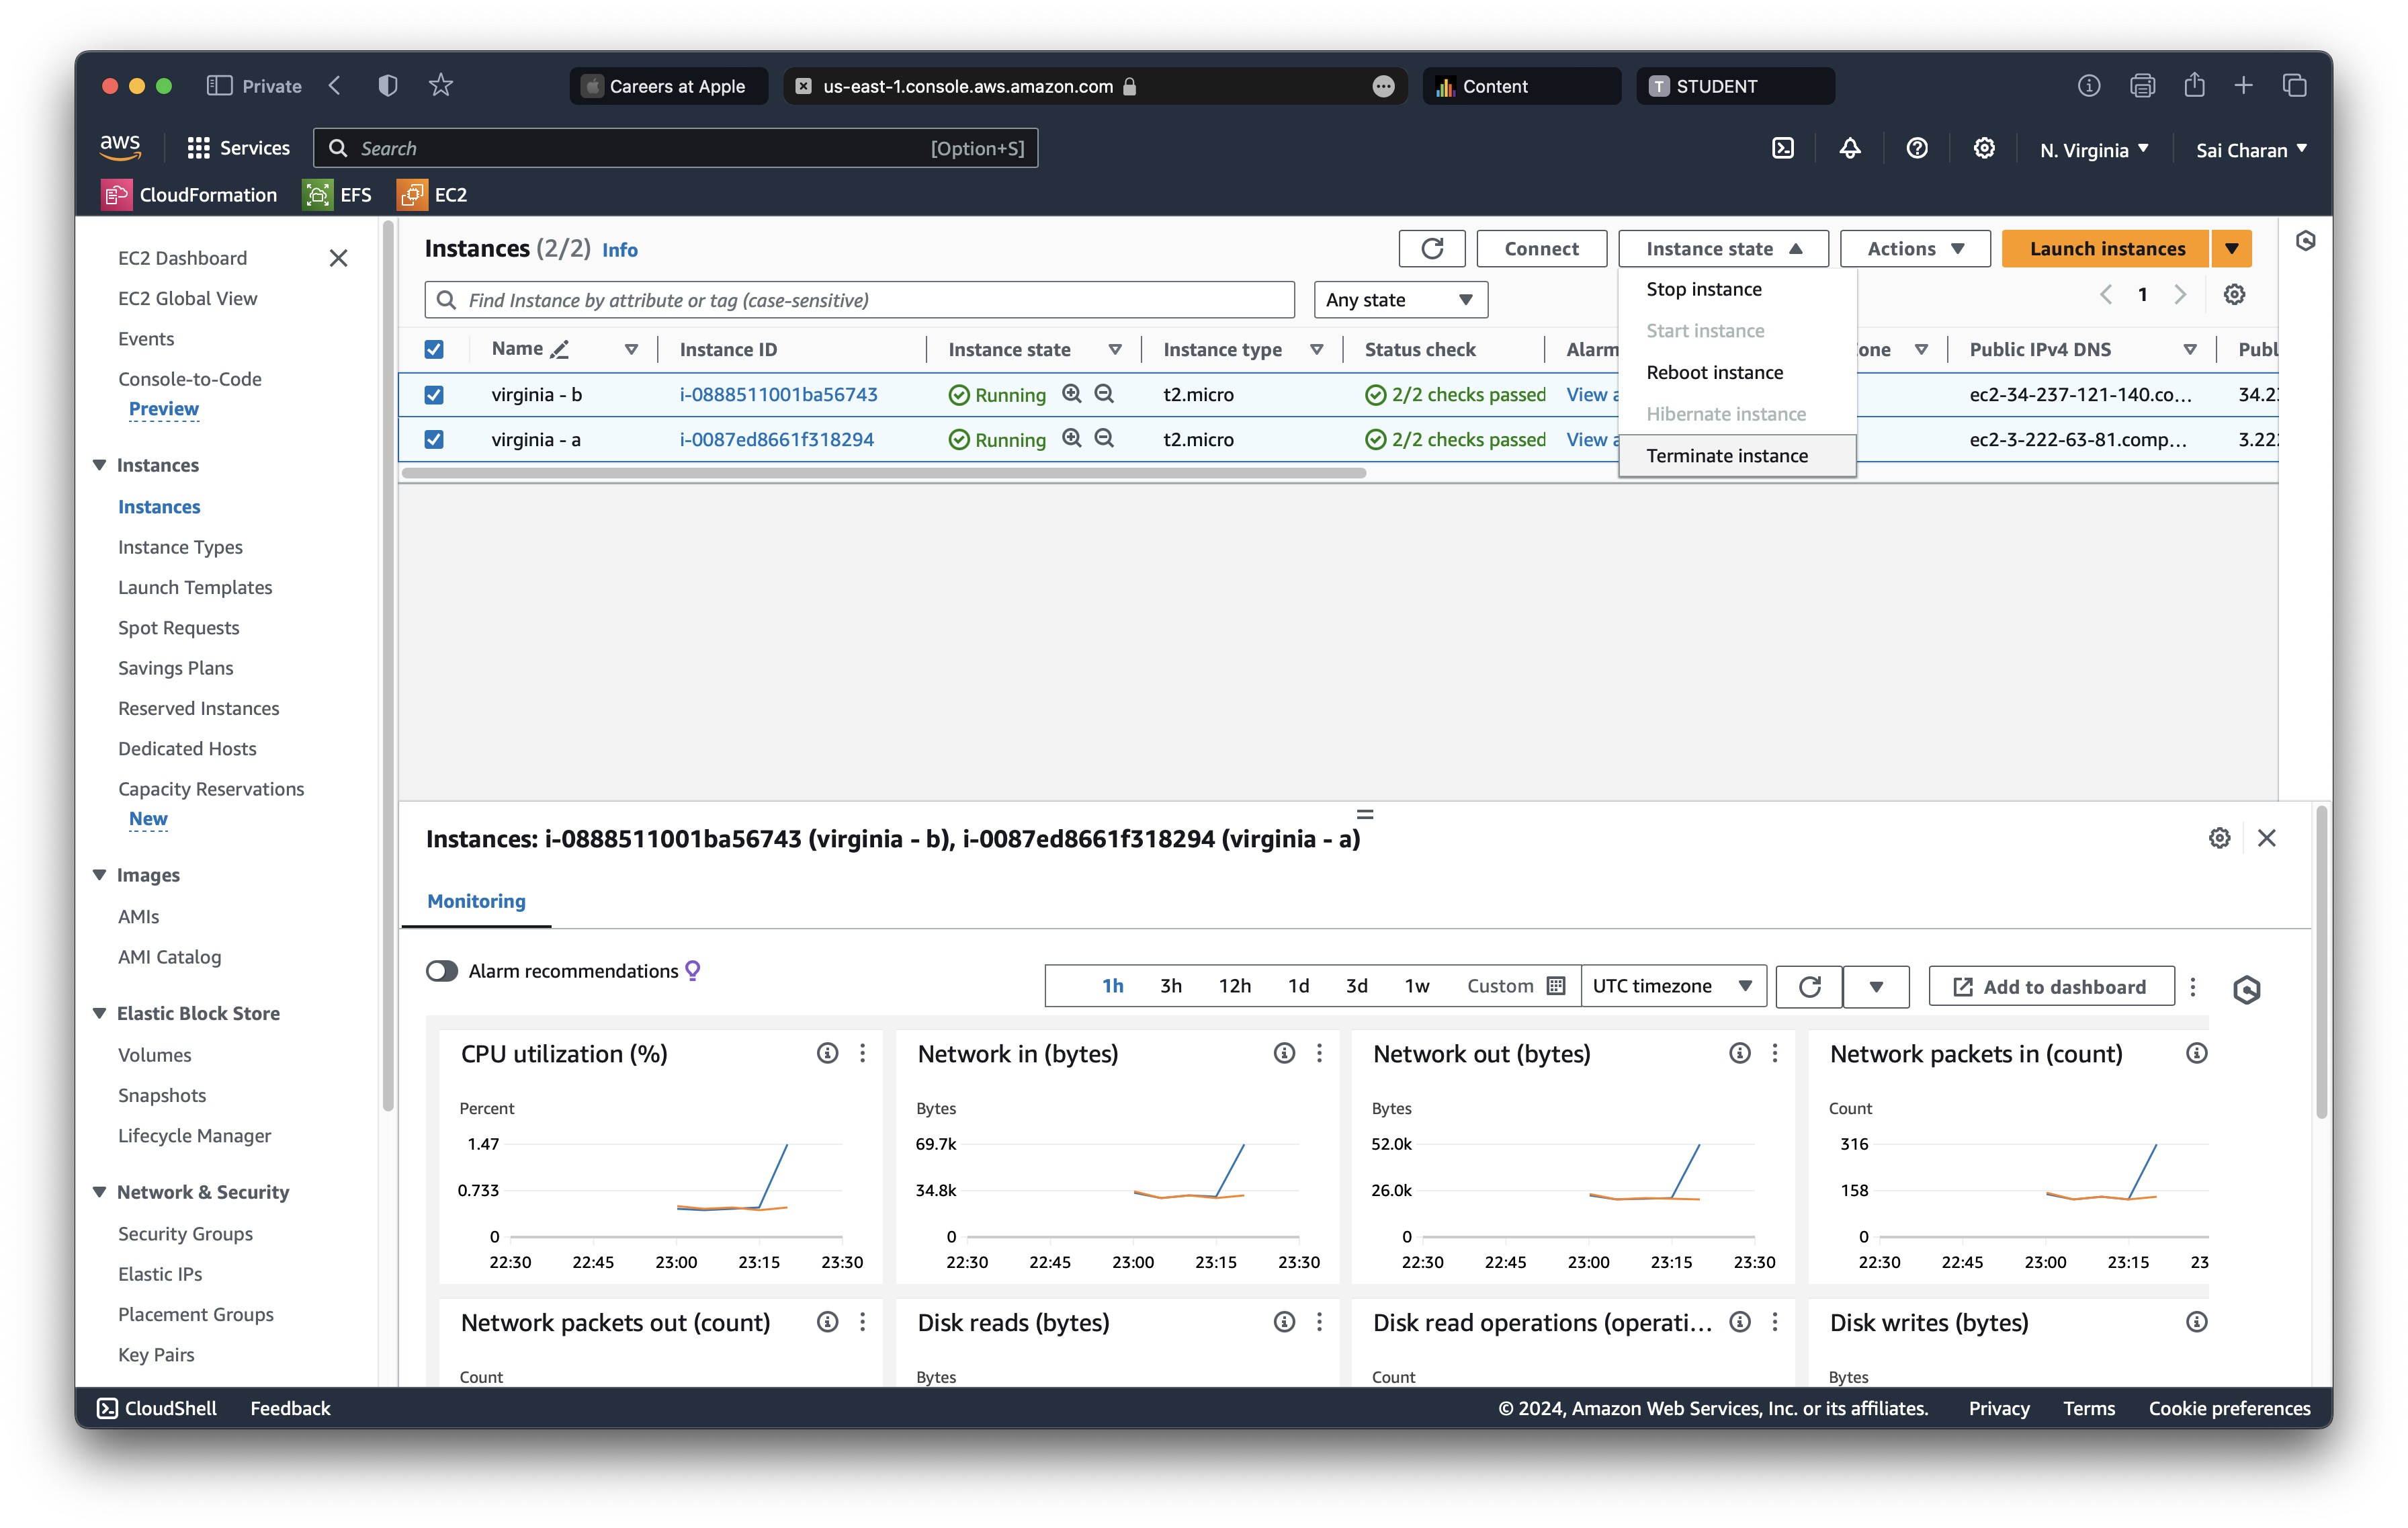 Private
Careers at Apple
us-east-1.console.aws.amazon.com
Content
T STUDENT
aws
Services
Search
[Option+S]
N. Virginia
Sai Charan
CloudFormation
EFS
EC2
EC2 Dashboard
EC2 Global View
Events
Console-to-Code
Preview
Instances
Instances
Instance Types
Launch Templates
Spot Requests
Savings Plans
Reserved Instances
Dedicated Hosts
Capacity Reservations
New
Images
AMIs
AMI Catalog
Elastic Block Store
Volumes
Snapshots
Lifecycle Manager
Network & Security
Security Groups
Elastic IPs
Placement Groups
Key Pairs
Instances (2/2) Info
Connect
Instance state
Actions
Launch instances
Find Instance by attribute or tag (case-sensitive)
Any state
1
Stop instance
Start instance
Reboot instance
Hibernate instance
Terminate instance
Name Instance ID Instance state Instance type Status check Alarm one Public IPv4 DNS Publ
virginia - b i-0888511001ba56743 Running t2.micro 2/2 checks passed View a ec2-34-237-121-140.co... 34.2
virginia - a i-0087ed8661f318294 Running t2.micro 2/2 checks passed View a ec2-3-222-63-81.comp... 3.22
Instances: i-0888511001ba56743 (virginia - b), i-0087ed8661f318294 (virginia - a)
Monitoring
Alarm recommendations
1h 3h 12h 1d 3d 1w Custom UTC timezone
Add to dashboard
CPU utilization (%)
Percent
1.47
0.733
0
22:30 22:45 23:00 23:15 23:30
Network in (bytes)
Bytes
69.7k
34.8k
0
22:30 22:45 23:00 23:15 23:30
Network out (bytes)
Bytes
52.0k
26.0k
0
22:30 22:45 23:00 23:15 23:30
Network packets in (count)
Count
316
158
0
22:30 22:45 23:00 23:15 23
Network packets out (count)
Count
Disk reads (bytes)
Bytes
Disk read operations (operati...
Count
Disk writes (bytes)
Bytes
CloudShell
Feedback
© 2024, Amazon Web Services, Inc. or its affiliates.
Privacy
Terms
Cookie preferences